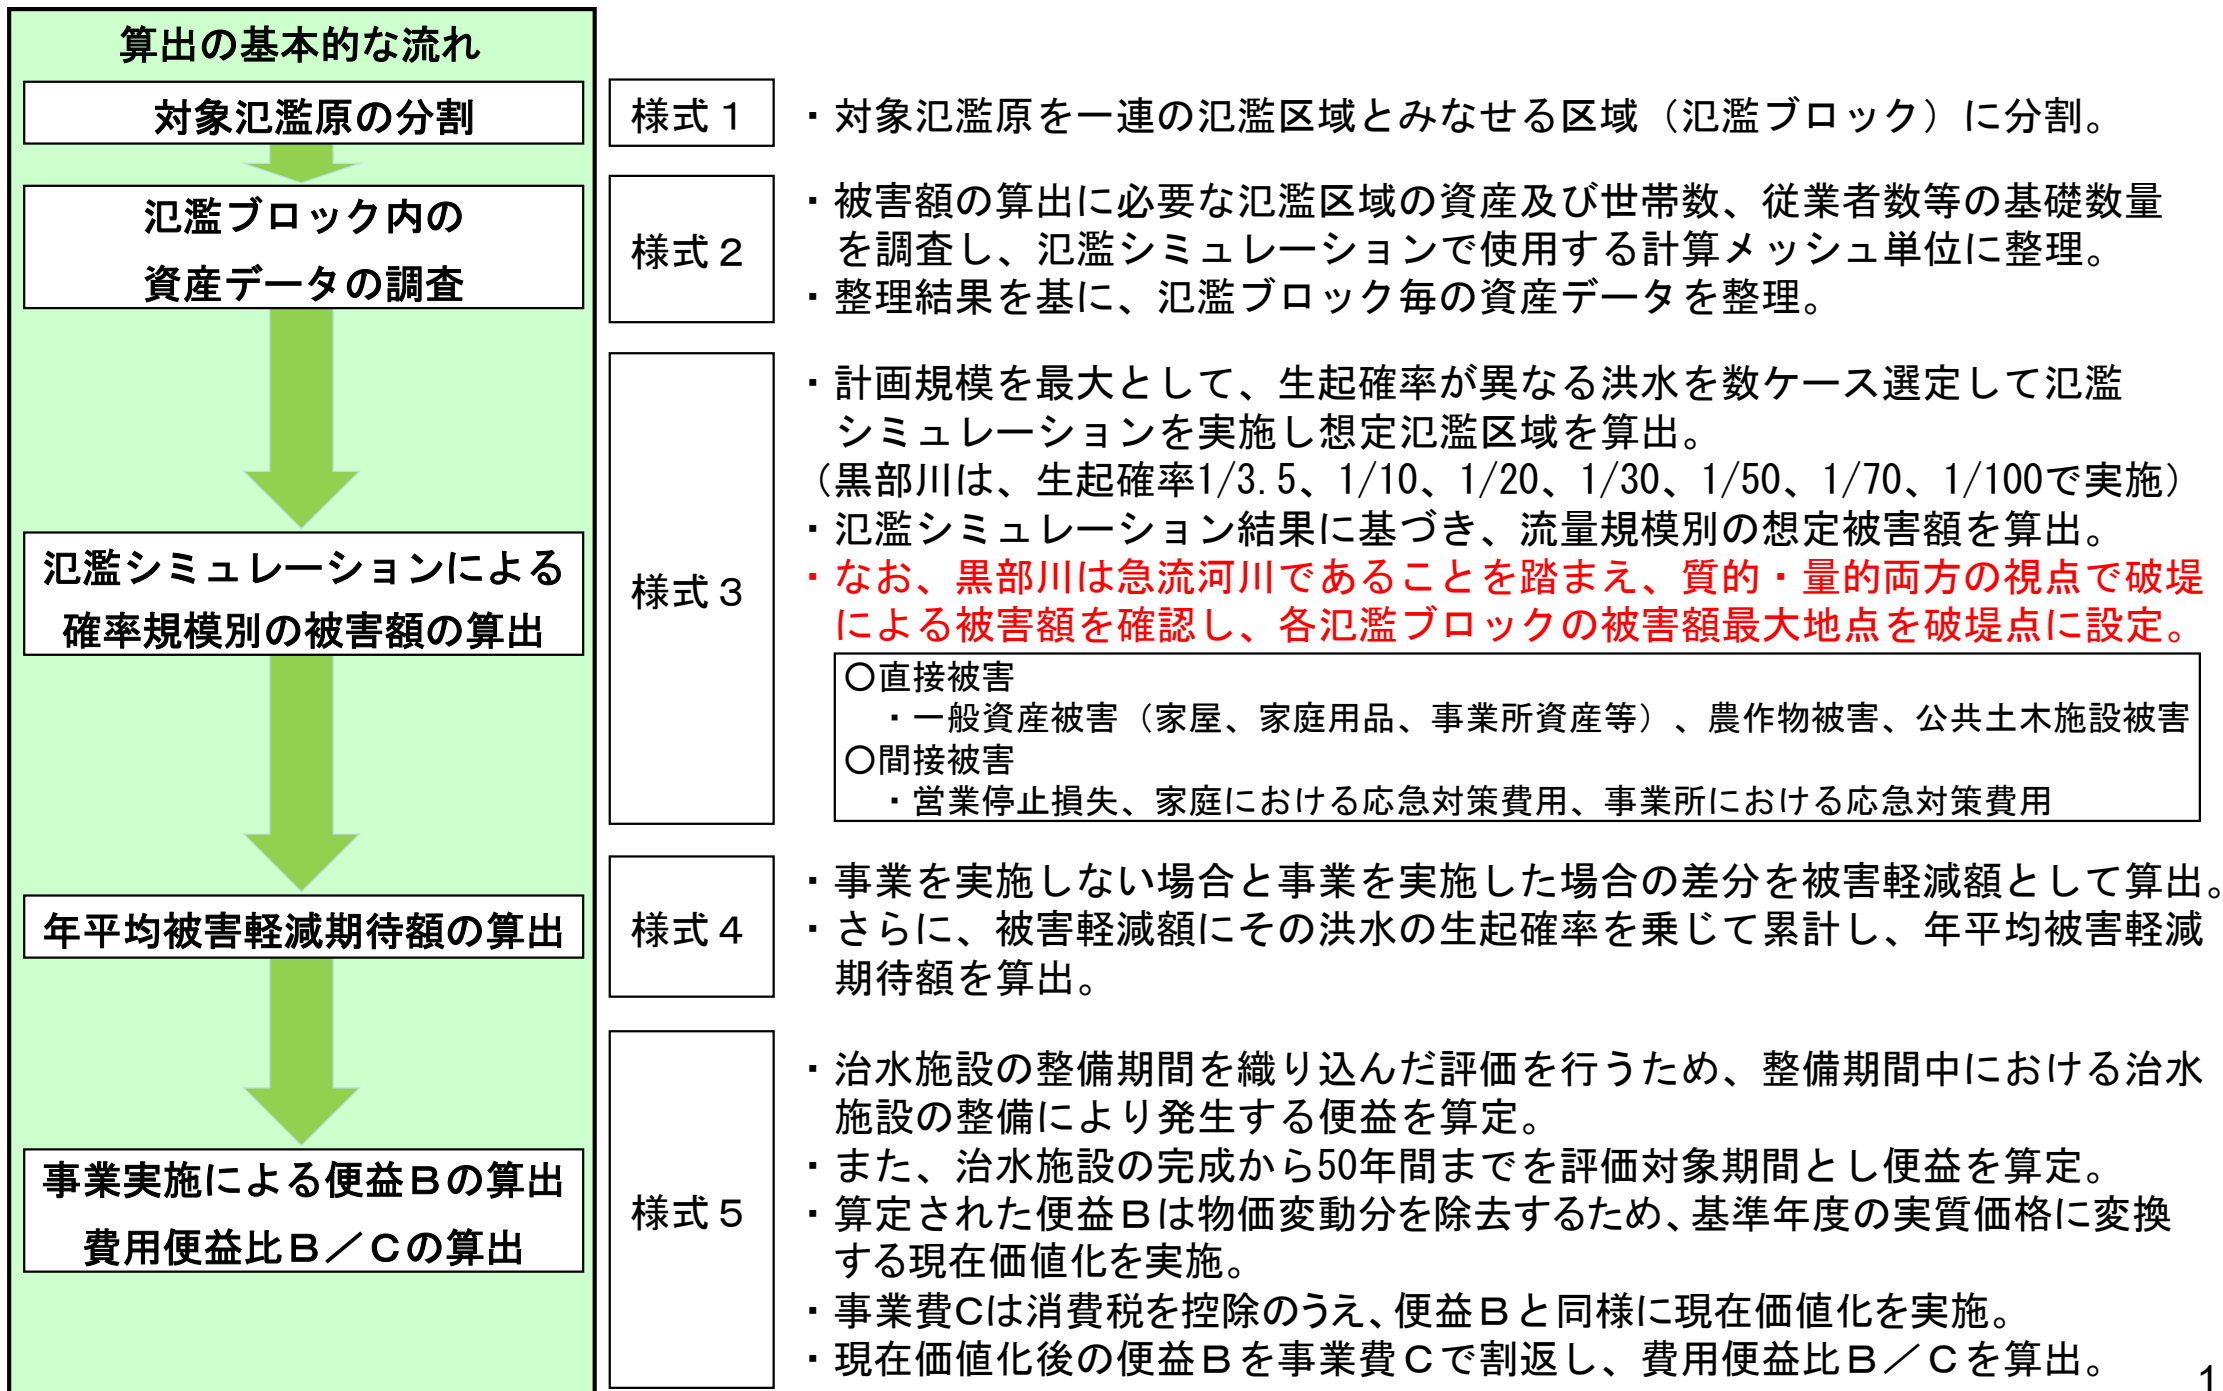 算出の基本的な流れ
対象氾濫原の分割
様式1
・対象氾濫原を一連の氾濫区域とみなせる区域（氾濫ブロック）に分割。
氾濫ブロック内の
資産データの調査
様式2
・被害額の算出に必要な氾濫区域の資産及び世帯数、従業者数等の基礎数量
を調査し、氾濫シミュレーションで使用する計算メッシュ単位に整理。
・整理結果を基に、氾濫ブロック毎の資産データを整理。
氾濫シミュレーションによる
確率規模別の被害額の算出
様式3
・計画規模を最大として、生起確率が異なる洪水を数ケース選定して氾濫
シミュレーションを実施し想定氾濫区域を算出。
（黒部川は、生起確率1/3.5、1/10、1/20、1/30、1/50、1/70、1/100で実施）
・氾濫シミュレーション結果に基づき、流量規模別の想定被害額を算出。
・なお、黒部川は急流河川であることを踏まえ、質的・量的両方の視点で破堤
による被害額を確認し、各氾濫ブロックの被害額最大地点を破堤点に設定。
〇直接被害
・一般資産被害（家屋、家庭用品、事業所資産等）、農作物被害、公共土木施設被害
〇間接被害
・営業停止損失、家庭における応急対策費用、事業所における応急対策費用
年平均被害軽減期待額の算出
様式4
・事業を実施しない場合と事業を実施した場合の差分を被害軽減額として算出。
・さらに、被害軽減額にその洪水の生起確率を乗じて累計し、年平均被害軽減
期待額を算出。
事業実施による便益Bの算出
費用便益比B／Cの算出
様式5
・治水施設の整備期間を織り込んだ評価を行うため、整備期間中における治水
施設の整備により発生する便益を算定。
・また、治水施設の完成から50年間までを評価対象期間とし便益を算定。
・算定された便益Bは物価変動分を除去するため、基準年度の実質価格に変換
する現在価値化を実施。
・事業費Cは消費税を控除のうえ、便益Bと同様に現在価値化を実施。
・現在価値化後の便益Bを事業費Cで割返し、費用便益比B／Cを算出。
1